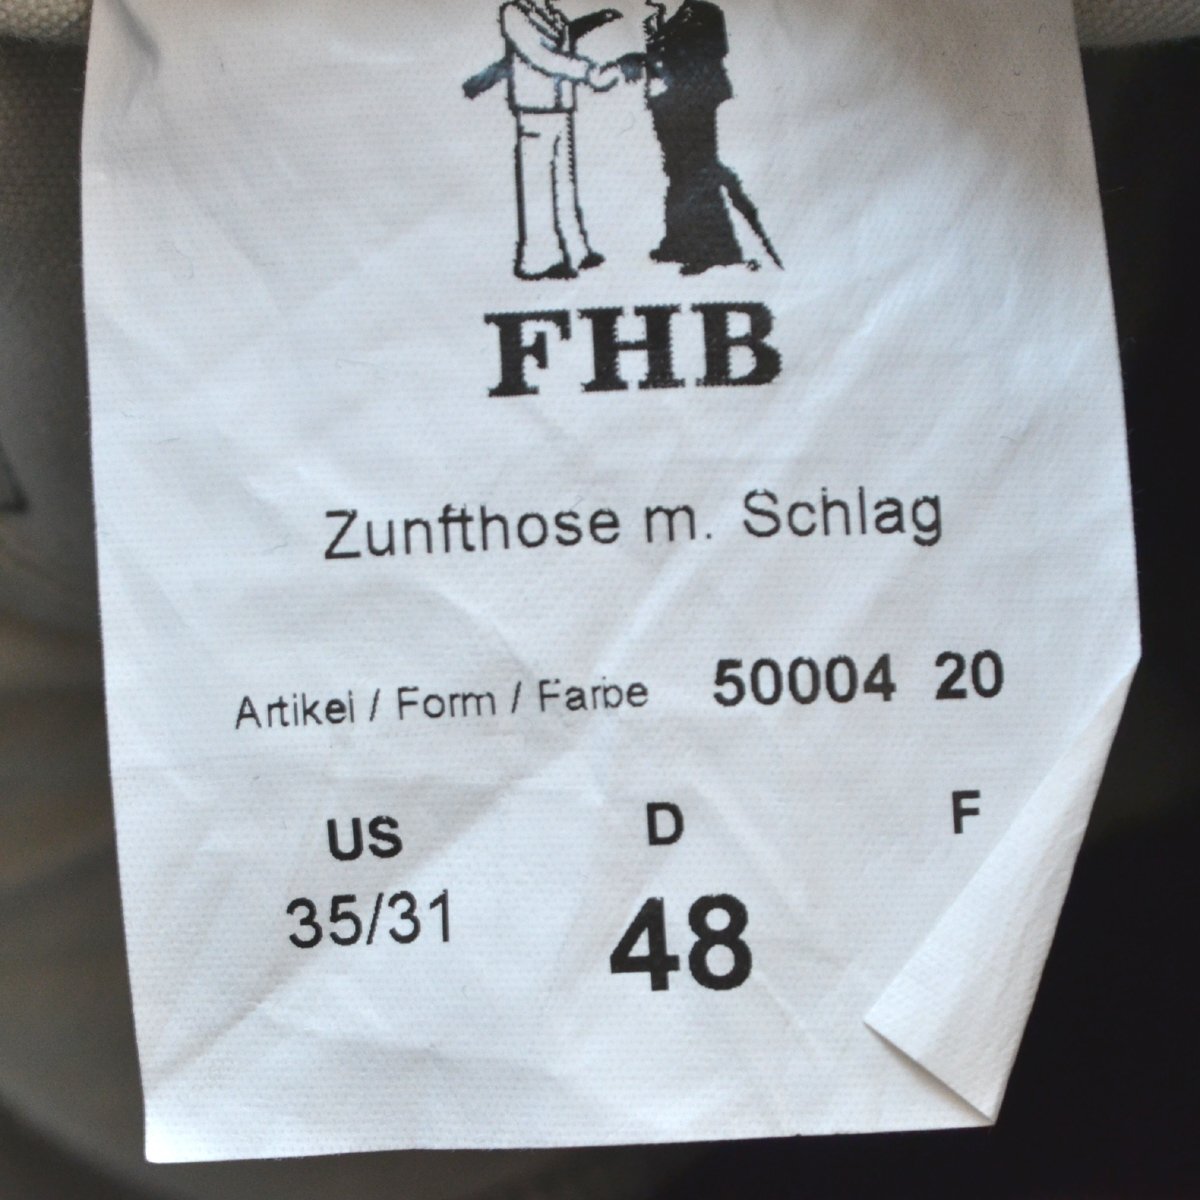 FHB
Zunfthose m. Schlag
Artikel / Form / Farbe 50004 20
US D F
35/31 48